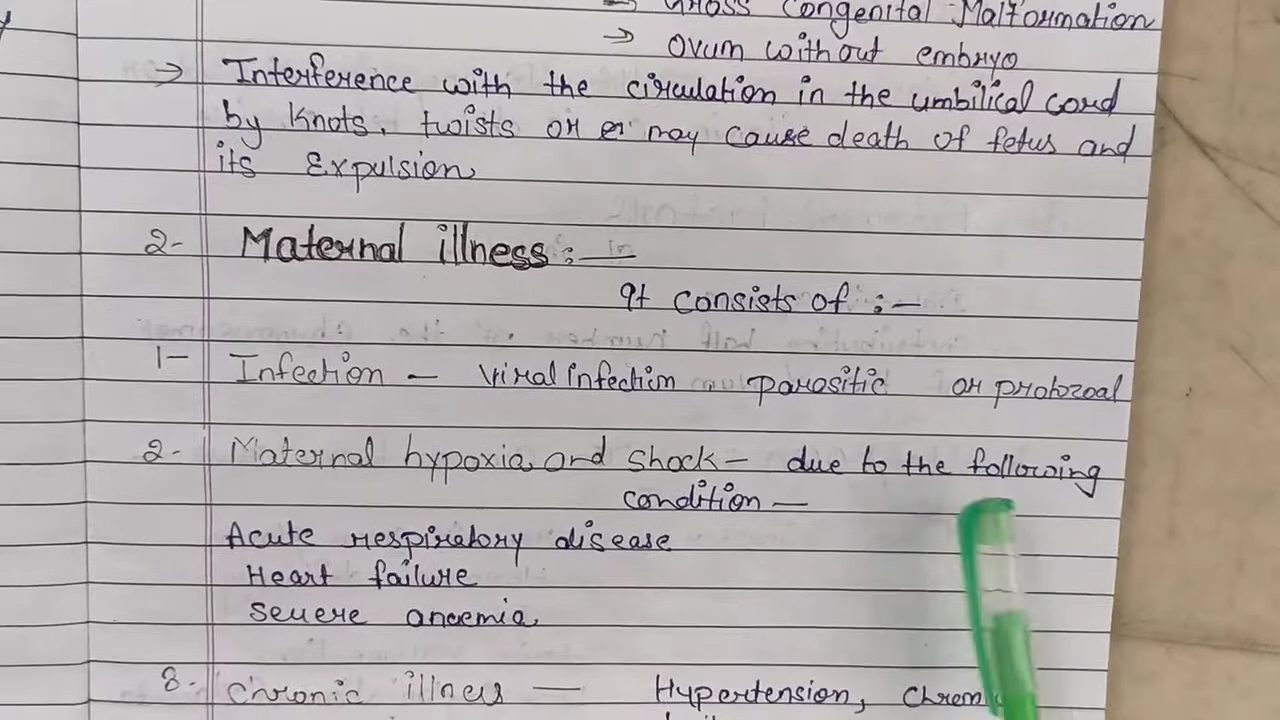 → Gross Congenital Malformation
→ Ovum without embryo
→ Interference with the circulation in the umbilical cord
by Knots, twists or er may cause death of fetus and
its Expulsion
2- Maternal illness :—
It consists of :-
1- Infection - Viral infection, parasitic or protozoal
2. Maternal hypoxia and shock - due to the following
condition -
Acute respiratory disease
Heart failure
Severe anaemia,
3. Chronic illness — Hypertension, Chron